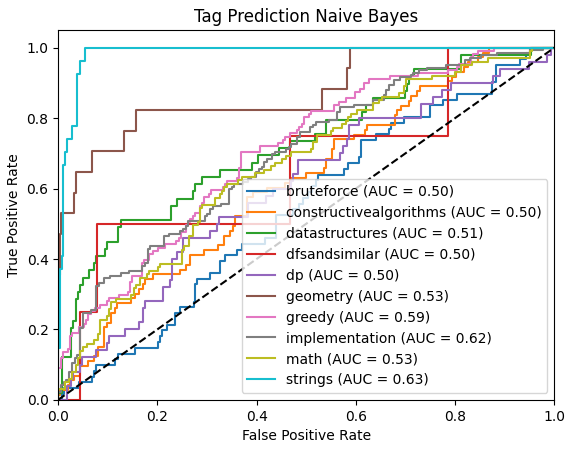 Tag Prediction Naive Bayes
True Positive Rate
1.0
0.8
0.6
0.4
0.2
0.0
bruteforce (AUC = 0.50)
constructivealgorithms (AUC = 0.50)
datastructures (AUC = 0.51)
dfsandsimilar (AUC = 0.50)
dp (AUC = 0.50)
geometry (AUC = 0.53)
greedy (AUC = 0.59)
implementation (AUC = 0.62)
math (AUC = 0.53)
strings (AUC = 0.63)
0.0 0.2 0.4 0.6 0.8 1.0
False Positive Rate